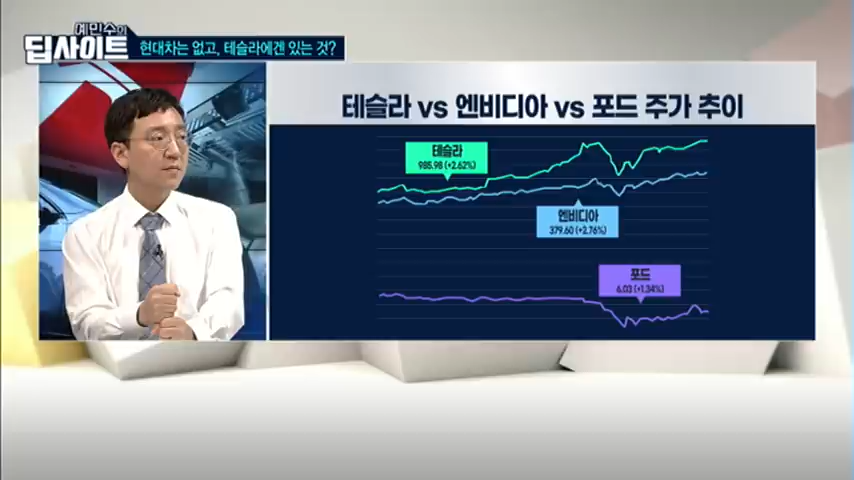 예민수의
딥사이트
현대차는 없고, 테슬라에겐 있는 것?
테슬라 vs 엔비디아 vs 포드 주가 추이
테슬라
985.98 (+2.62%)
엔비디아
379.60 (+2.76%)
포드
6.03 (+1.34%)